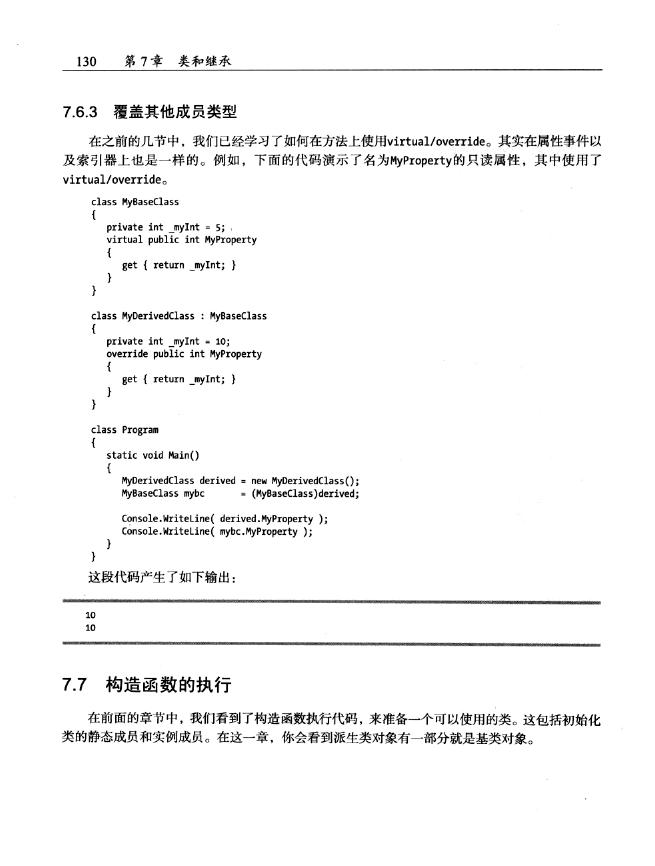 130 第7章 类和继承
7.6.3 覆盖其他成员类型
在之前的几节中，我们已经学习了如何在方法上使用virtual/override。其实在属性事件以
及索引器上也是一样的。例如，下面的代码演示了名为MyProperty的只读属性，其中使用了
virtual/override。
class MyBaseClass
{
private int _myInt = 5;
virtual public int MyProperty
{
get { return _myInt; }
}
}
class MyDerivedClass : MyBaseClass
{
private int _myInt = 10;
override public int MyProperty
{
get { return _myInt; }
}
}
class Program
{
static void Main()
{
MyDerivedClass derived = new MyDerivedClass();
MyBaseClass mybc = (MyBaseClass)derived;
Console.WriteLine( derived.MyProperty );
Console.WriteLine( mybc.MyProperty );
}
}
这段代码产生了如下输出：
10
10
7.7 构造函数的执行
在前面的章节中，我们看到了构造函数执行代码，来准备一个可以使用的类。这包括初始化
类的静态成员和实例成员。在这一章，你会看到派生类对象有一部分就是基类对象。